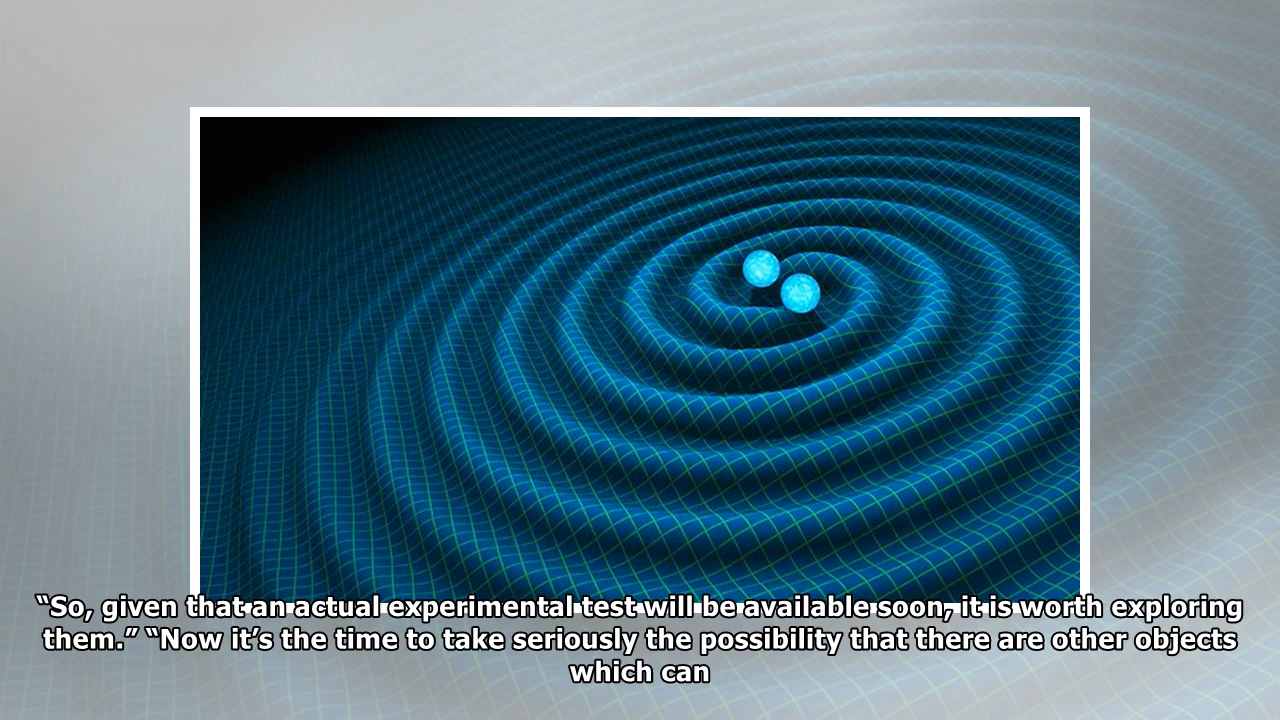 “So, given that an actual experimental test will be available soon, it is worth exploring
them.” “Now it’s the time to take seriously the possibility that there are other objects
which can